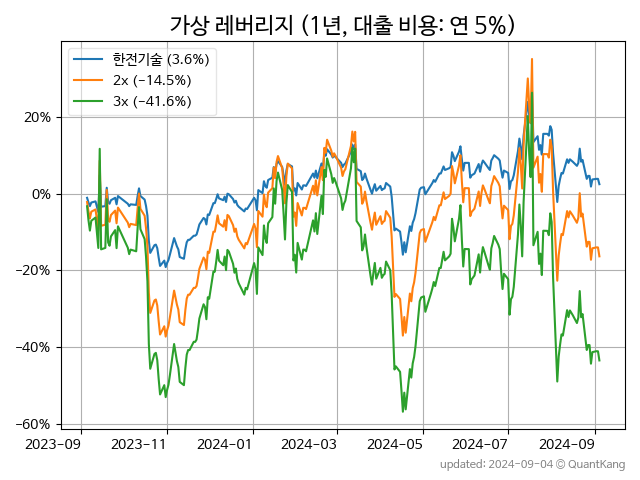 가상 레버리지 (1년, 대출 비용: 연 5%)
한전기술 (3.6%)
2x (−14.5%)
3x (−41.6%)
20%
0%
−20%
−40%
−60%
2023−09 2023−11 2024−01 2024−03 2024−05 2024−07 2024−09
updated: 2024-09-04 © QuantKang